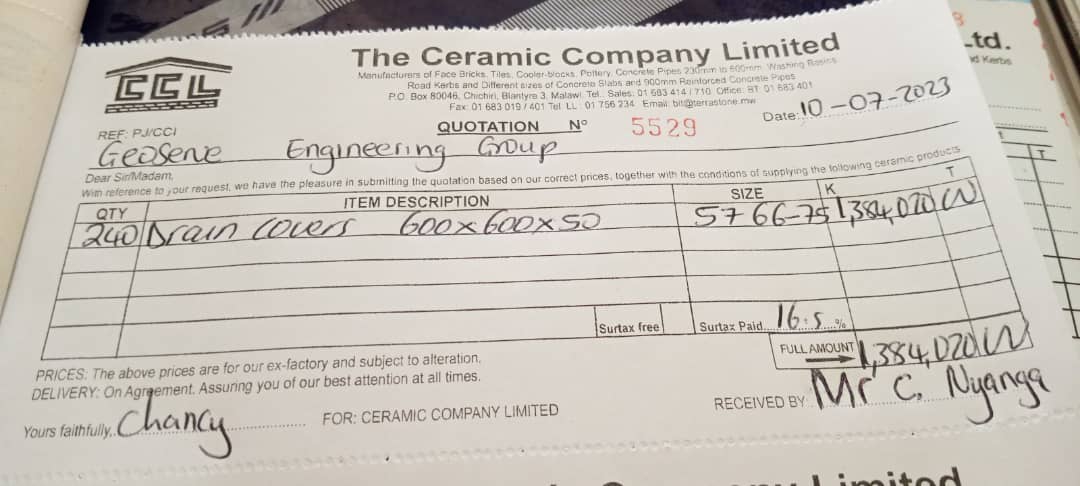 CCL
The Ceramic Company Limited
Manufacturers of Face Bricks, Tiles, Cooler-blocks, Pottery, Concrete Pipes 230mm to 600mm Washing Basins
Road Kerbs and Different sizes of Concrete Slabs and 900mm Reinforced Concrete Pipes
P.O. Box 80046, Chichiri, Blantyre 3, Malawi. Tel.: Sales: 01 683 414 / 710 Office: BT 01 683 401
Fax: 01 683 019 / 401 Tel LL : 01 756 234 Email: bit@terrastone.mw
REF: PJ/CCI
QUOTATION No 5529
Date: 10-07-2023
Geosene Engineering Group
Dear Sir/Madam,
With reference to your request, we have the pleasure in submitting the quotation based on our correct prices, together with the conditions of supplying the following ceramic products
QTY ITEM DESCRIPTION SIZE K T
240 Drain covers 600x600x50 5766-75 1,384,020
Surtax free Surtax Paid 16.5 %
FULL AMOUNT 1,384,020
PRICES: The above prices are for our ex-factory and subject to alteration.
DELIVERY: On Agreement. Assuring you of our best attention at all times.
RECEIVED BY Mr C. Nyanga
Yours faithfully, Chancy FOR: CERAMIC COMPANY LIMITED
Ltd.
Kerbs
T
Limited